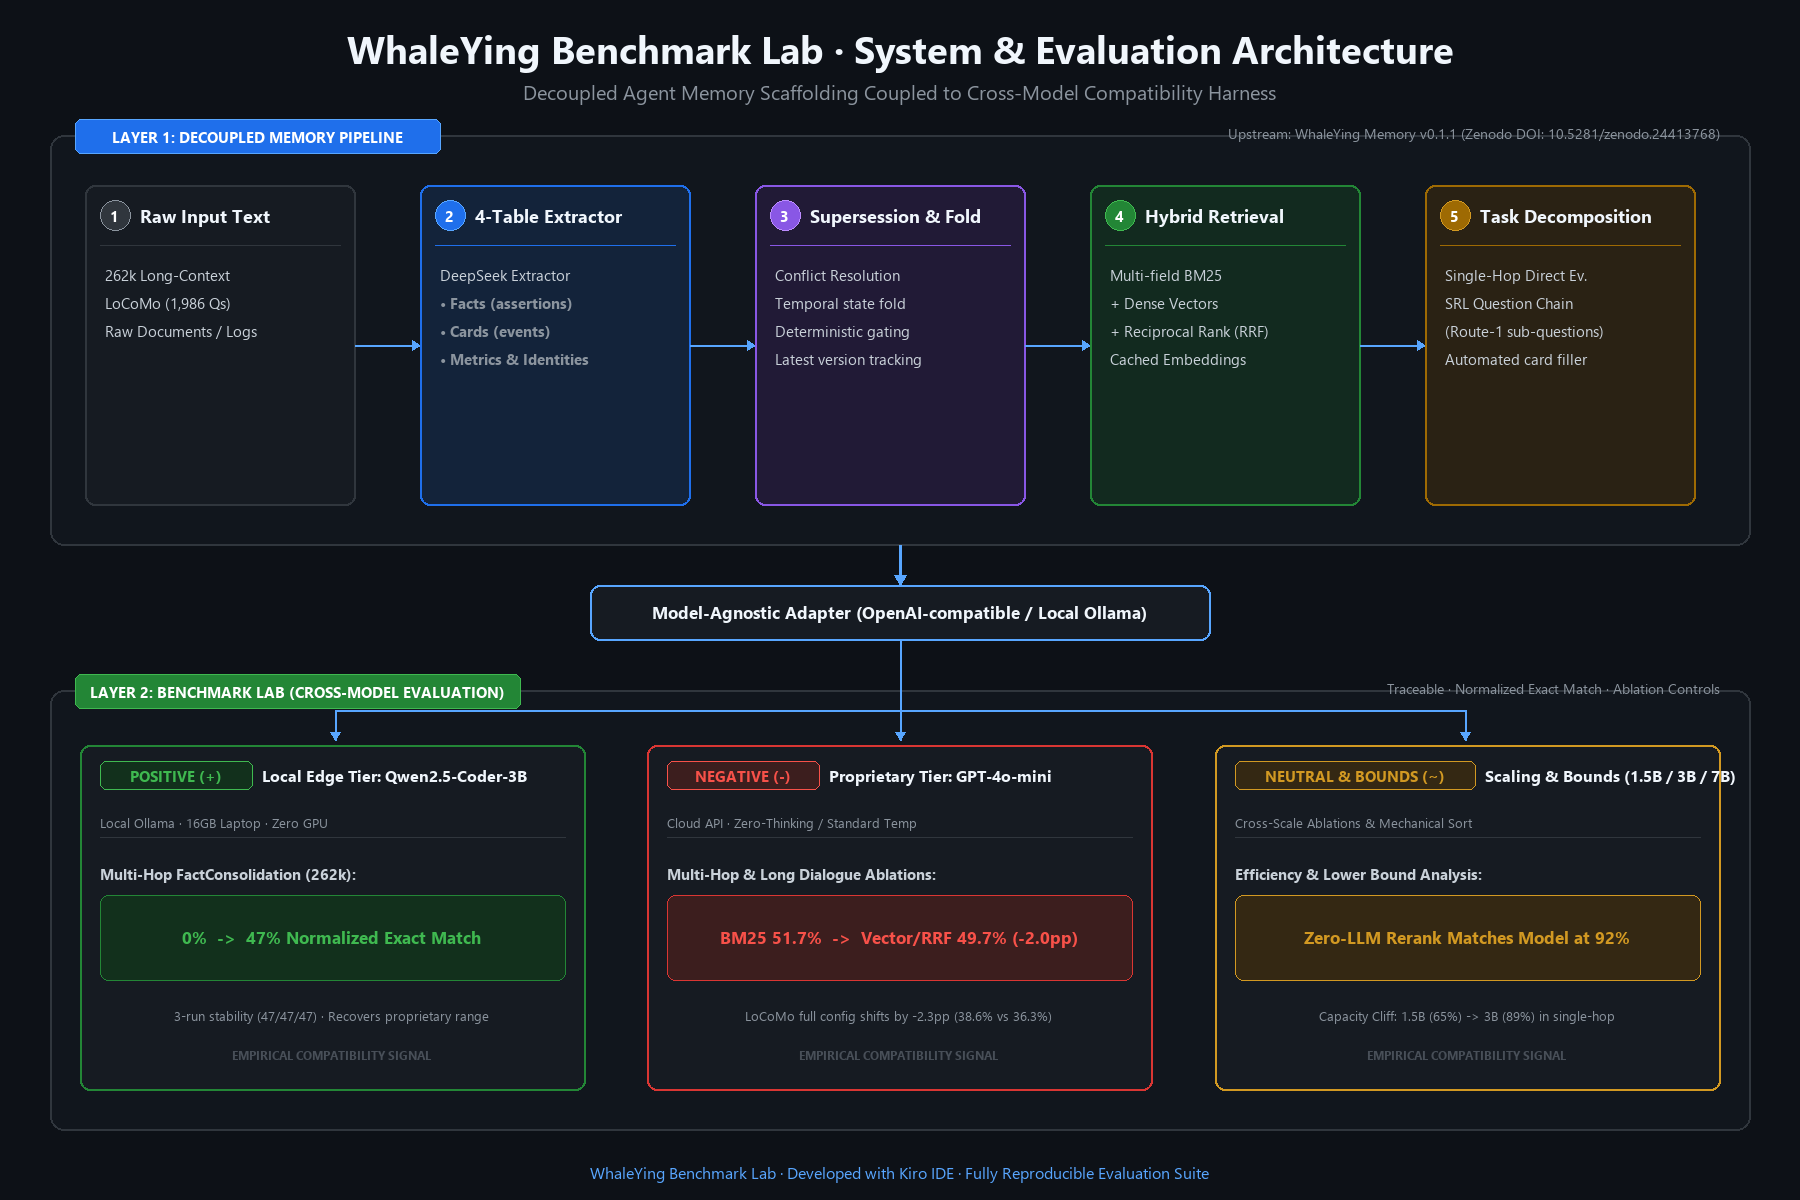 WhaleYing Benchmark Lab · System & Evaluation Architecture
Decoupled Agent Memory Scaffolding Coupled to Cross-Model Compatibility Harness
LAYER 1: DECOUPLED MEMORY PIPELINE
Upstream: WhaleYing Memory v0.1.1 (Zenodo DOI: 10.5281/zenodo.24413768)
1 Raw Input Text
262k Long-Context
LoCoMo (1,986 Qs)
Raw Documents / Logs
2 4-Table Extractor
DeepSeek Extractor
• Facts (assertions)
• Cards (events)
• Metrics & Identities
3 Supersession & Fold
Conflict Resolution
Temporal state fold
Deterministic gating
Latest version tracking
4 Hybrid Retrieval
Multi-field BM25
+ Dense Vectors
+ Reciprocal Rank (RRF)
Cached Embeddings
5 Task Decomposition
Single-Hop Direct Ev.
SRL Question Chain
(Route-1 sub-questions)
Automated card filler
Model-Agnostic Adapter (OpenAI-compatible / Local Ollama)
LAYER 2: BENCHMARK LAB (CROSS-MODEL EVALUATION)
Traceable · Normalized Exact Match · Ablation Controls
POSITIVE (+) Local Edge Tier: Qwen2.5-Coder-3B
Local Ollama · 16GB Laptop · Zero GPU
Multi-Hop FactConsolidation (262k):
0% -> 47% Normalized Exact Match
3-run stability (47/47/47) · Recovers proprietary range
EMPIRICAL COMPATIBILITY SIGNAL
NEGATIVE (-) Proprietary Tier: GPT-4o-mini
Cloud API · Zero-Thinking / Standard Temp
Multi-Hop & Long Dialogue Ablations:
BM25 51.7% -> Vector/RRF 49.7% (-2.0pp)
LoCoMo full config shifts by -2.3pp (38.6% vs 36.3%)
EMPIRICAL COMPATIBILITY SIGNAL
NEUTRAL & BOUNDS (~) Scaling & Bounds (1.5B / 3B / 7B)
Cross-Scale Ablations & Mechanical Sort
Efficiency & Lower Bound Analysis:
Zero-LLM Rerank Matches Model at 92%
Capacity Cliff: 1.5B (65%) -> 3B (89%) in single-hop
EMPIRICAL COMPATIBILITY SIGNAL
WhaleYing Benchmark Lab · Developed with Kiro IDE · Fully Reproducible Evaluation Suite